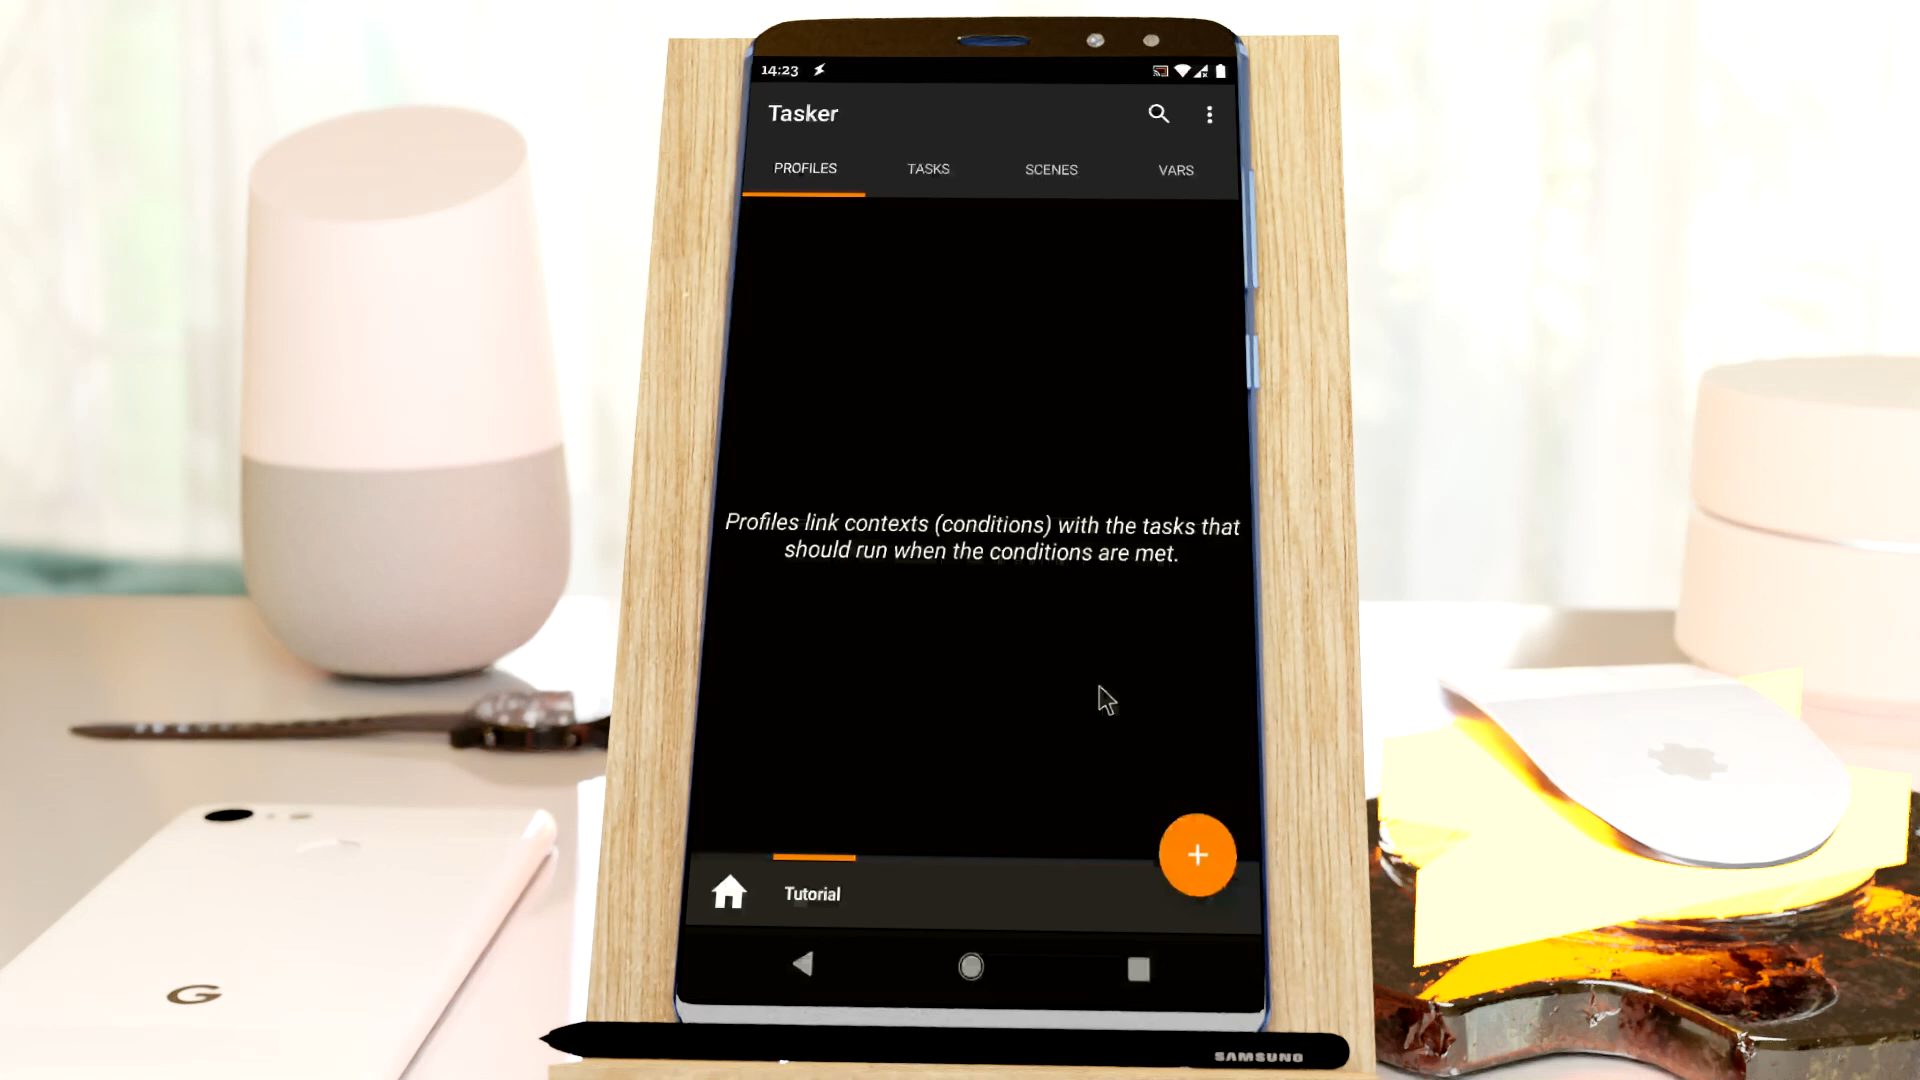 14:23
Tasker
PROFILES TASKS SCENES VARS
Profiles link contexts (conditions) with the tasks that
should run when the conditions are met.
Tutorial
G
SAMSUNG